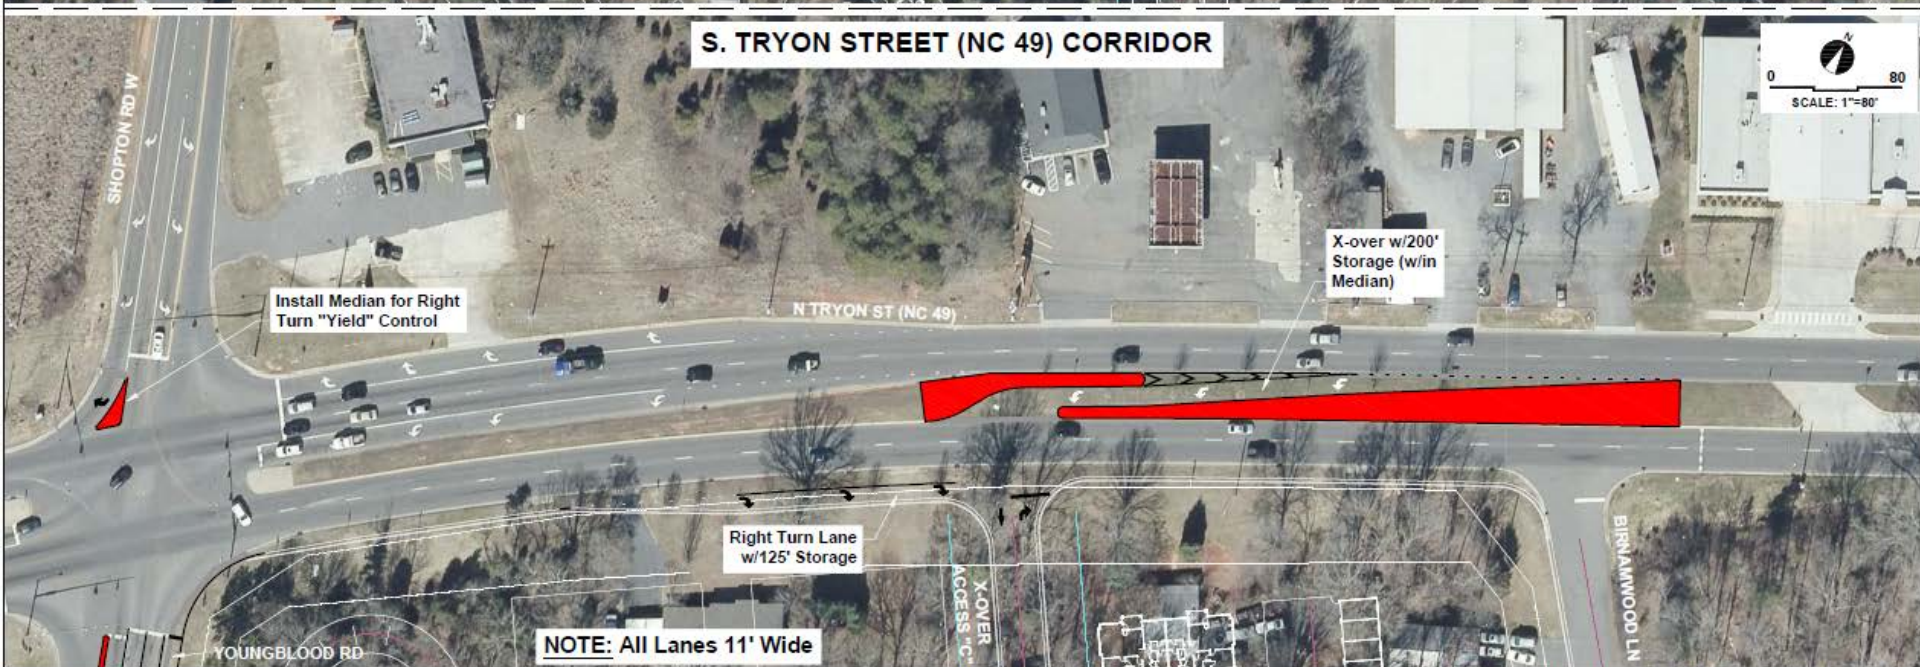 S. TRYON STREET (NC 49) CORRIDOR
N
0 80
SCALE: 1"=80'
SHOPTON RD W
Install Median for Right
Turn "Yield" Control
N TRYON ST (NC 49)
X-over w/200'
Storage (w/in
Median)
Right Turn Lane
w/125' Storage
X-OVER
ACCESS "C"
BIRNAMWOOD LN
NOTE: All Lanes 11' Wide
YOUNGBLOOD RD